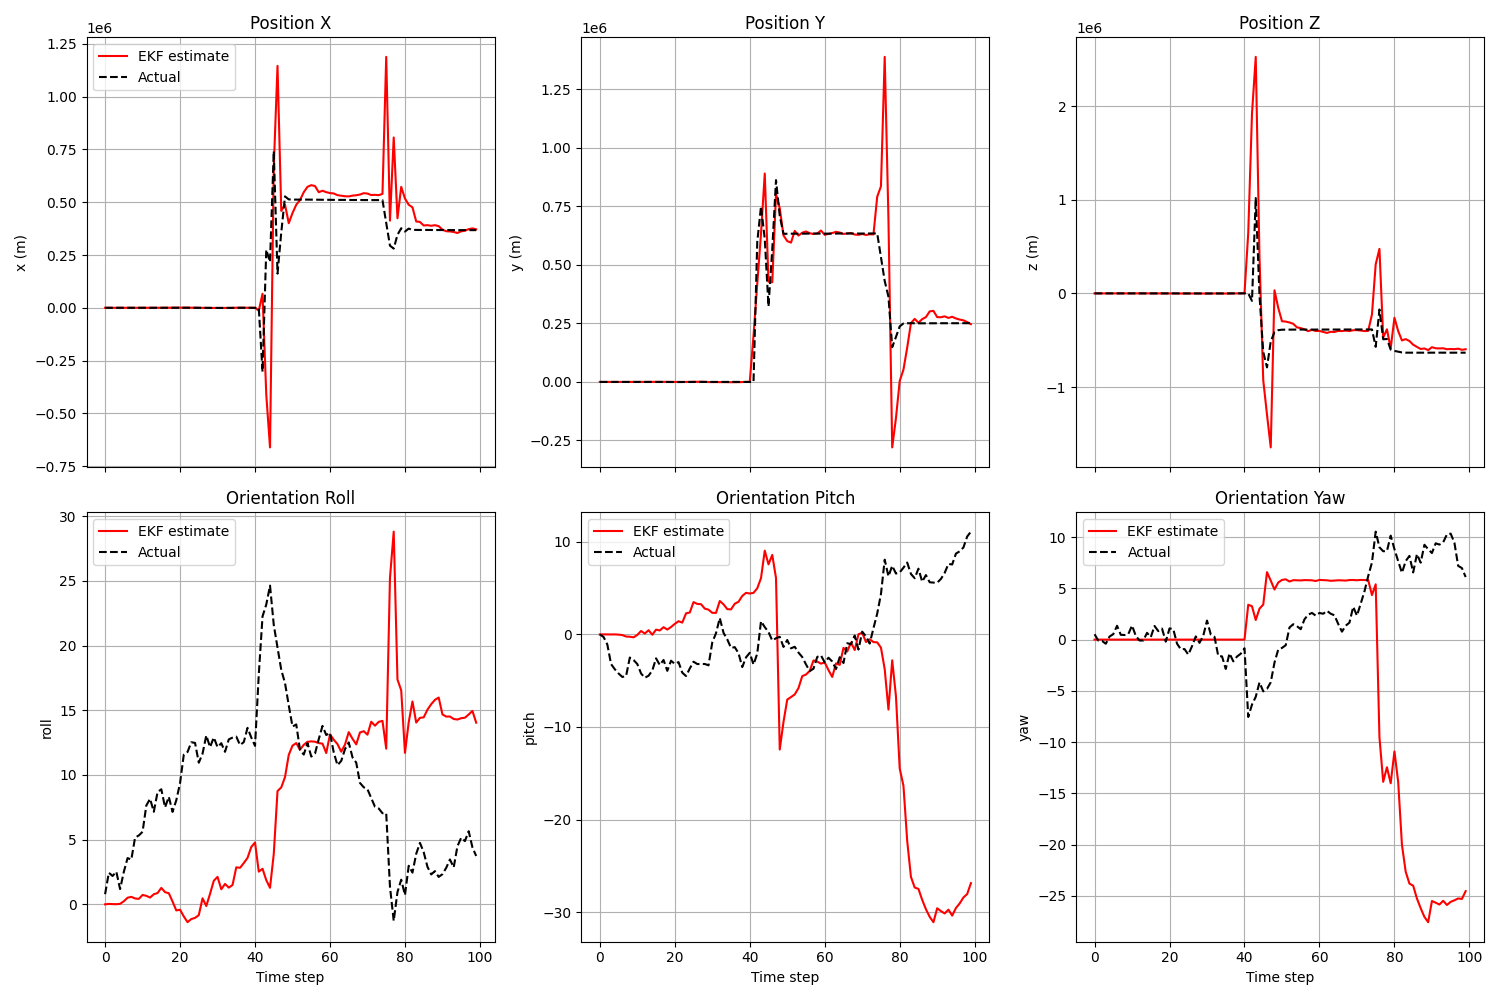 Position X
1e6
EKF estimate
Actual
1.25
1.00
0.75
0.50
0.25
0.00
−0.25
−0.50
−0.75
x (m)
Position Y
1e6
1.25
1.00
0.75
0.50
0.25
0.00
−0.25
y (m)
Position Z
1e6
2
1
0
−1
z (m)
Orientation Roll
EKF estimate
Actual
30
25
20
15
10
5
0
roll
0 20 40 60 80 100
Time step
Orientation Pitch
EKF estimate
Actual
10
0
−10
−20
−30
pitch
0 20 40 60 80 100
Time step
Orientation Yaw
EKF estimate
Actual
10
5
0
−5
−10
−15
−20
−25
yaw
0 20 40 60 80 100
Time step